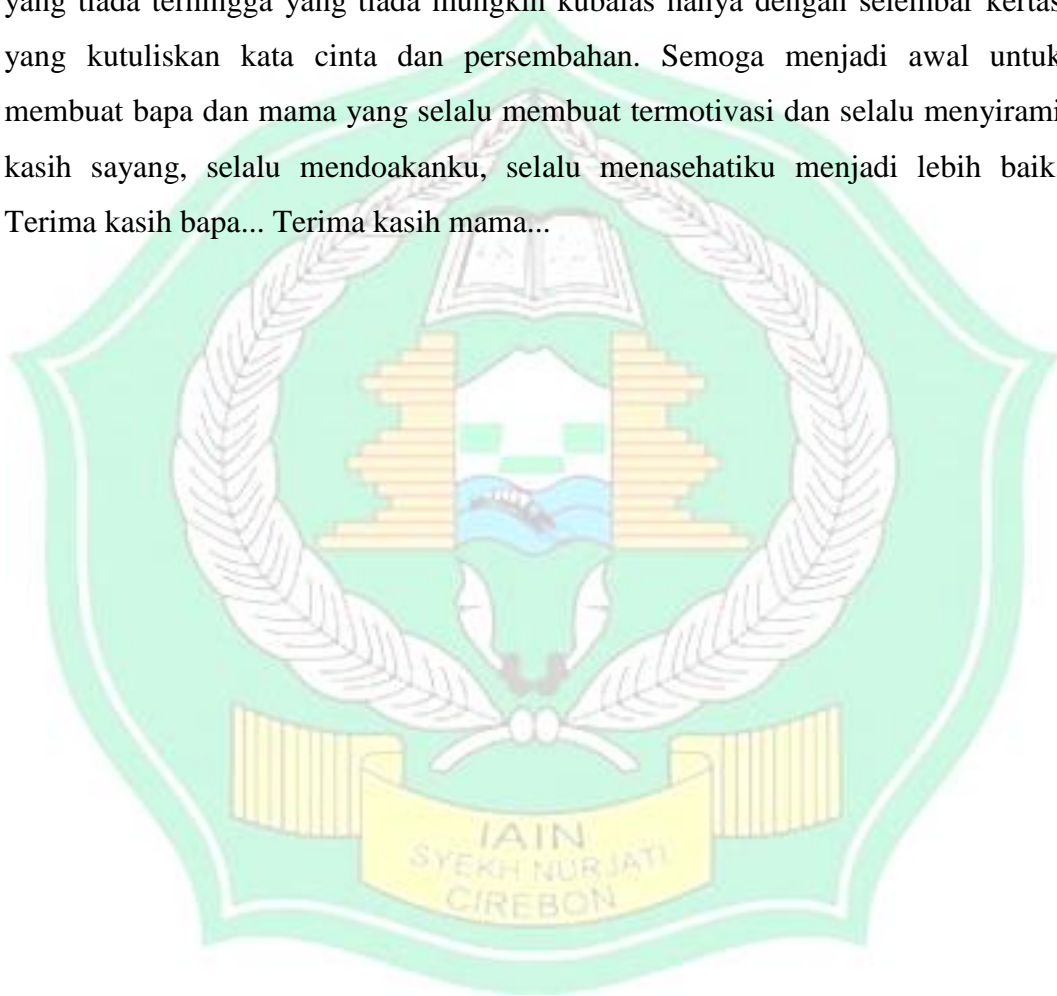 yang tiada terhingga yang tiada mungkin kubalas hanya dengan selembar kertas
yang kutuliskan kata cinta dan persembahan. Semoga menjadi awal untuk
membuat bapa dan mama yang selalu membuat termotivasi dan selalu menyirami
kasih sayang, selalu mendoakanku, selalu menasehatiku menjadi lebih baik
Terima kasih bapa... Terima kasih mama...
IAIN
SYEKH NURJATI
CIREBON